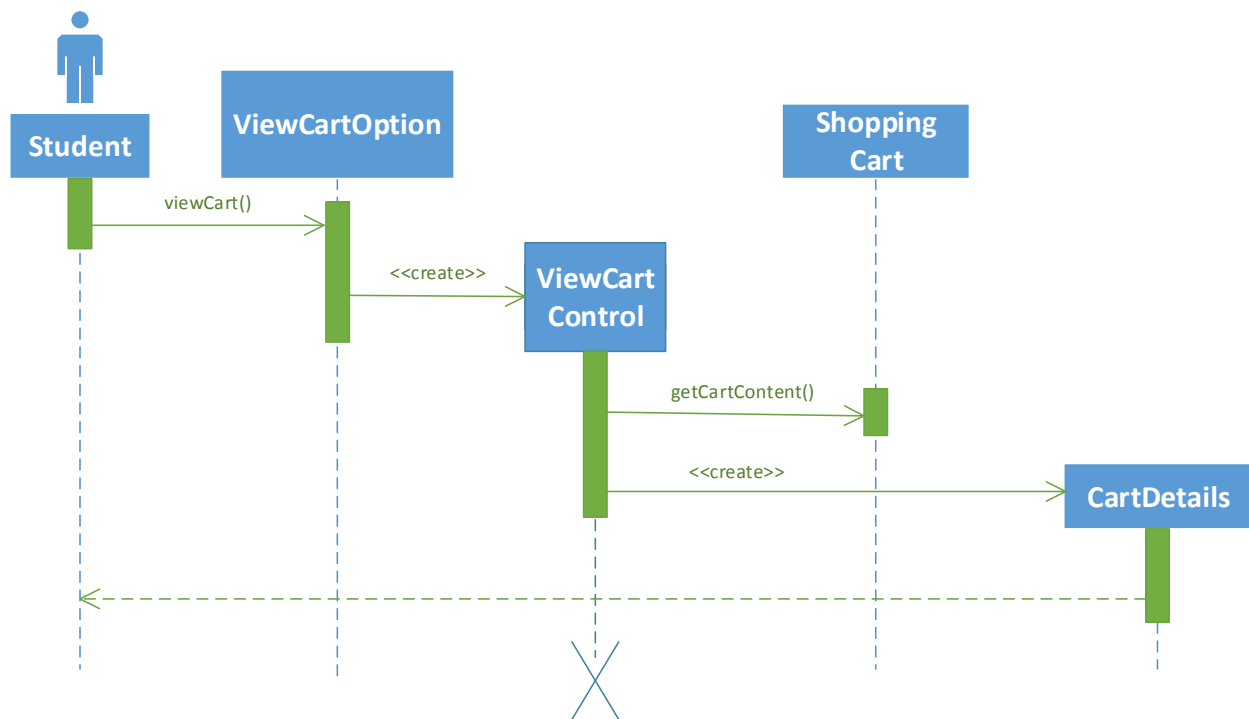 Student
ViewCartOption
Shopping
Cart
viewCart()
<<create>>
ViewCart
Control
getCartContent()
<<create>>
CartDetails